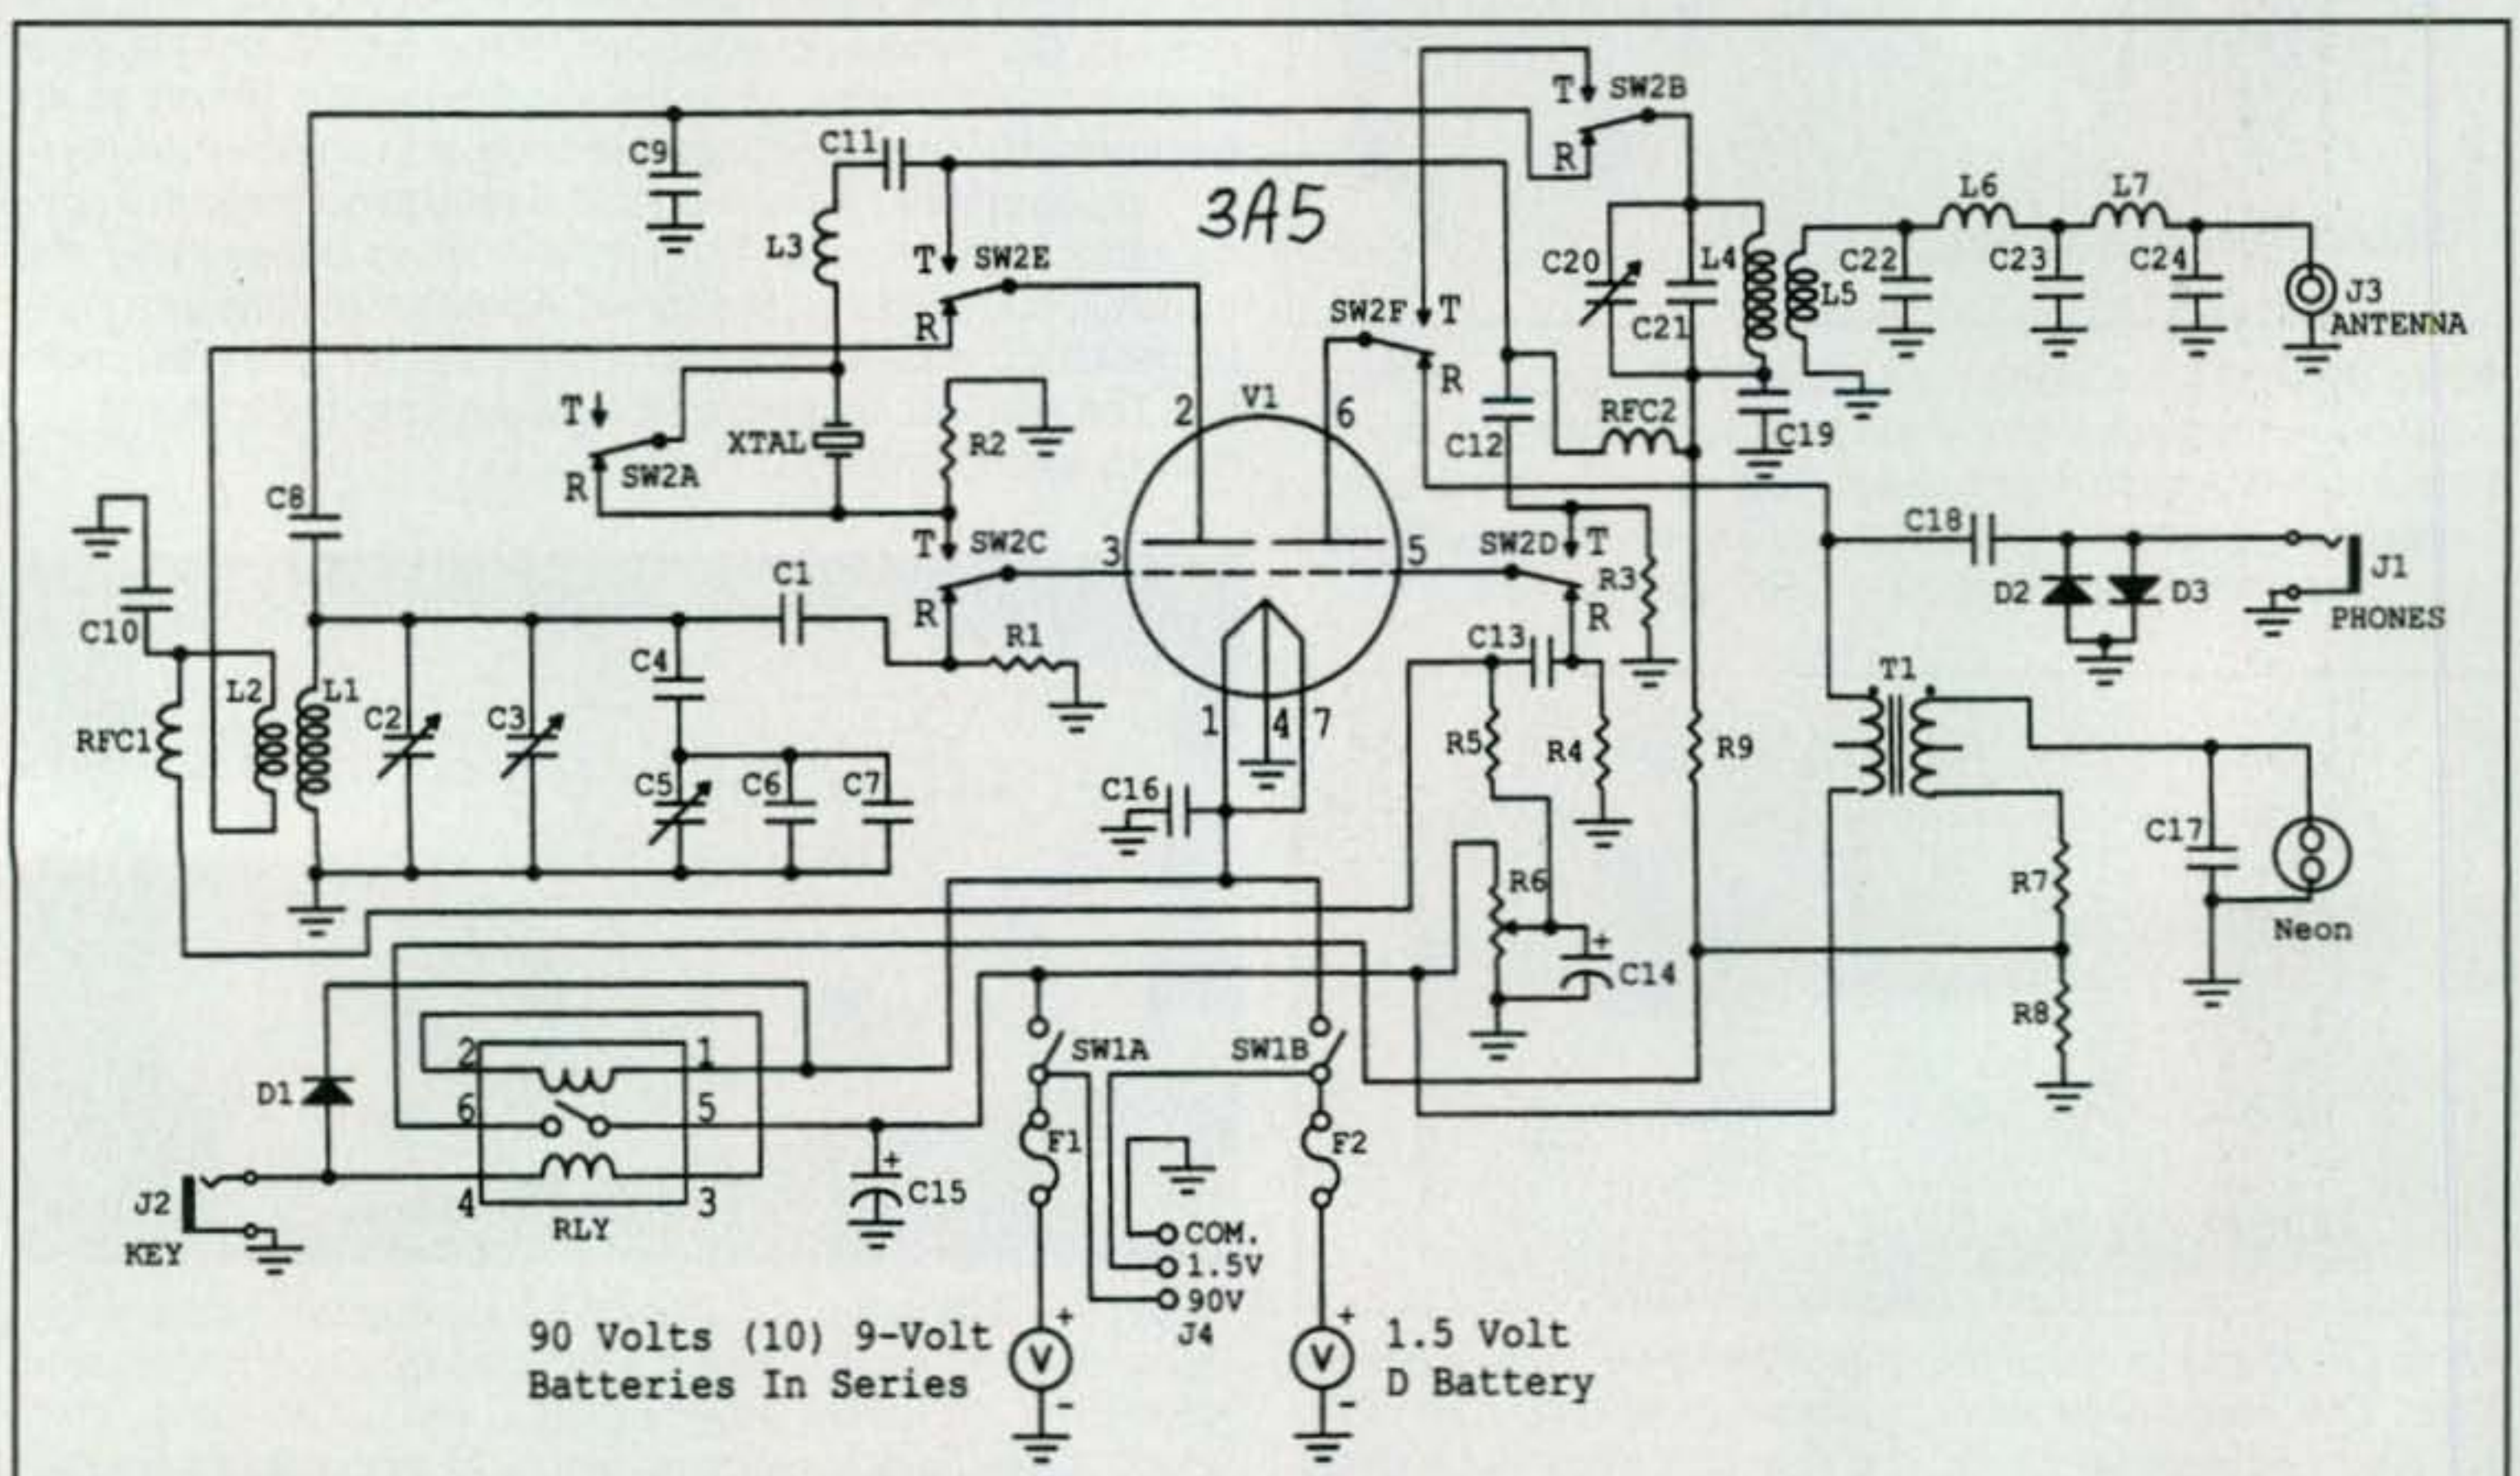 T SW2B
R
C9
C11
3A5
L3
T SW2E
R
C20
L4
C21
L5
C22
L6
C23
L7
C24
J3
ANTENNA
SW2F T
R
T
R
SW2A
XTAL
R2
2
V1
6
C12
RFC2
C19
C8
C10
T SW2C
R
3
5
SW2D T
R
R3
C1
R1
C18
D2
D3
J1
PHONES
RFC1
L2
L1
C2
C3
C4
C5
C6
C7
C16
1
4
7
C13
R5
R4
R9
T1
R6
+
C14
R7
R8
C17
Neon
D1
2
1
6
5
4
3
RLY
J2
KEY
+
C15
SW1A
SW1B
F1
F2
COM.
1.5V
90V
J4
90 Volts (10) 9-Volt
Batteries In Series
+
V
-
+
V
-
1.5 Volt
D Battery